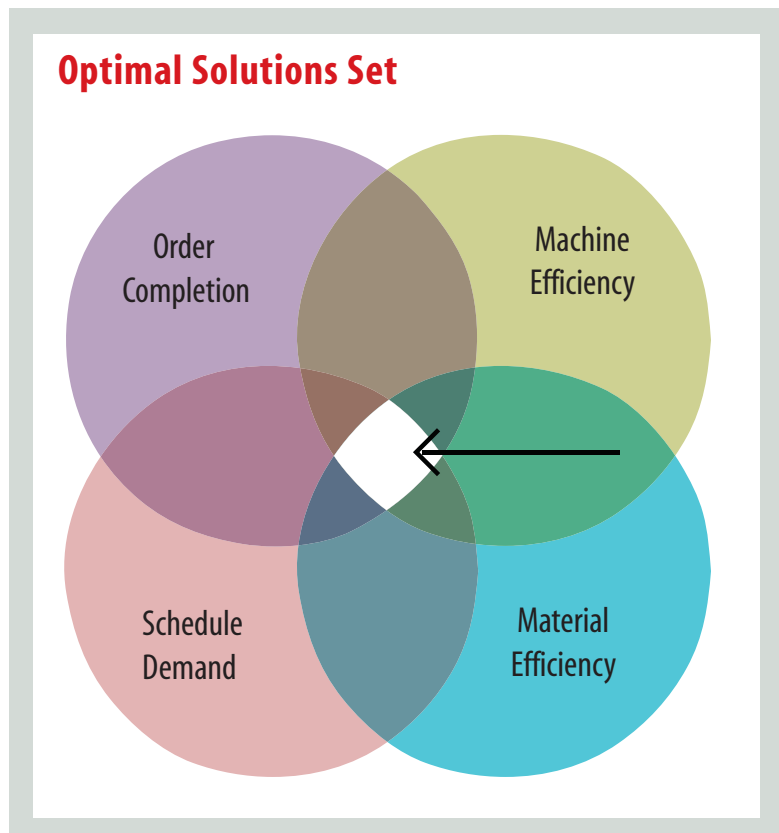 Optimal Solutions Set
Order
Completion
Machine
Efficiency
Schedule
Demand
Material
Efficiency